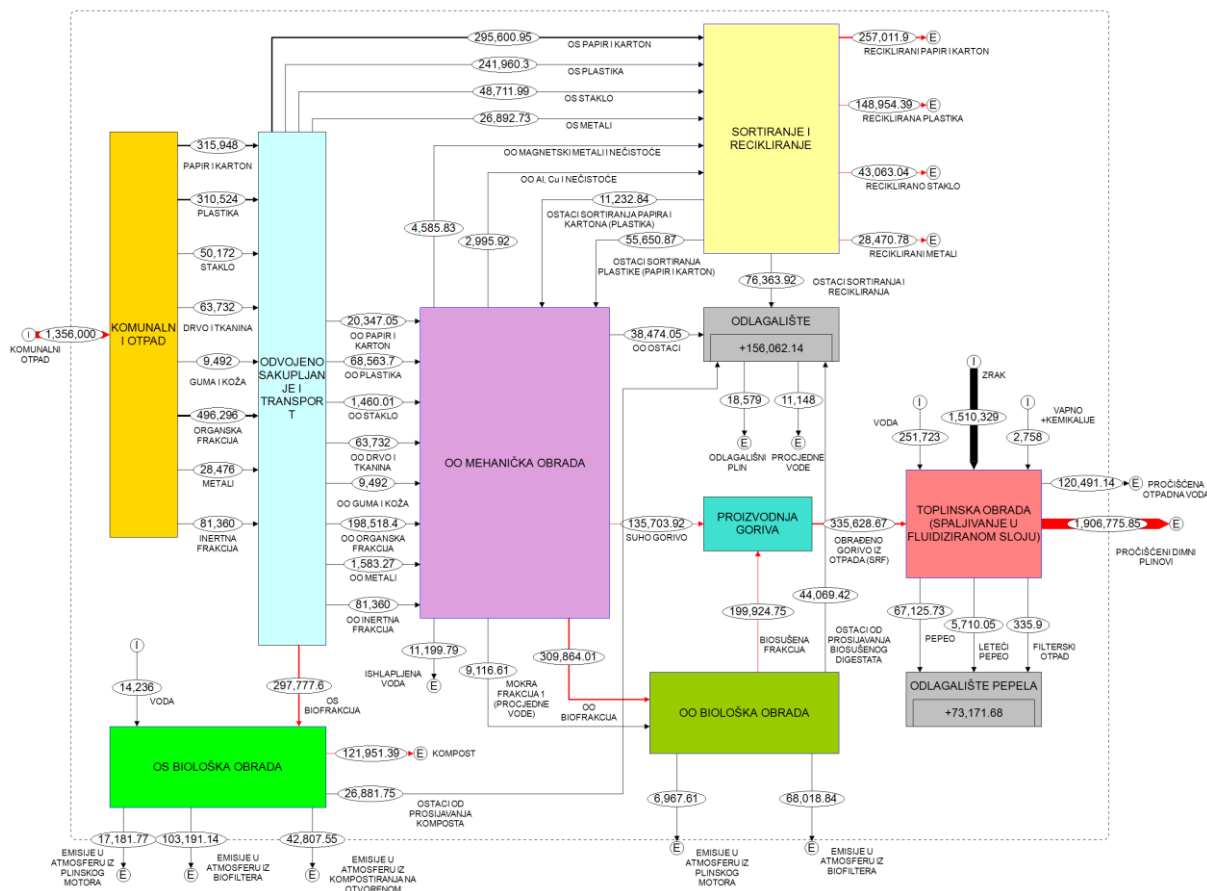 295,600.95
OS PAPIR I KARTON
241,960.3
OS PLASTIKA
48,711.99
OS STAKLO
26,892.73
OS METALI
OO MAGNETSKI METALI I NEČISTOĆE
4,585.83
OO Al, Cu I NEČISTOĆE
2,995.92
SORTIRANJE I
RECIKLIRANJE
257,011.9
E
RECIKLIRANI PAPIR I KARTON
148,954.39
E
RECIKLIRANA PLASTIKA
43,063.04
E
RECIKLIRANO STAKLO
28,470.78
E
RECIKLIRANI METALI
11,232.84
OSTACI SORTIRANJA PAPIRA I
KARTONA (PLASTIKA)
55,650.87
OSTACI SORTIRANJA
PLASTIKE (PAPIR I KARTON)
76,363.92
OSTACI SORTIRANJA I
RECIKLIRANJA
I
1,356,000
KOMUNALNI
OTPAD
KOMUNALN
I OTPAD
315,948
PAPIR I KARTON
310,524
PLASTIKA
50,172
STAKLO
63,732
DRVO I TKANINA
9,492
GUMA I KOŽA
496,296
ORGANSKA
FRAKCIJA
28,476
METALI
81,360
INERTNA
FRAKCIJA
ODVOJENO
SAKUPLJAN
JE I
TRANSPOR
T
20,347.05
OO PAPIR I
KARTON
68,563.7
OO PLASTIKA
1,460.01
OO STAKLO
63,732
OO DRVO I
TKANINA
9,492
OO GUMA I KOŽA
198,518.4
OO ORGANSKA
FRAKCIJA
1,583.27
OO METALI
81,360
OO INERTNA
FRAKCIJA
OO MEHANIČKA OBRADA
38,474.05
OO OSTACI
ODLAGALIŠTE
+156,062.14
18,579
E
ODLAGALIŠNI
PLIN
11,148
E
PROCJEDNE
VODE
135,703.92
SUHO GORIVO
PROIZVODNJA
GORIVA
335,628.67
OBRAĐENO
GORIVO IZ
OTPADA (SRF)
I
ZRAK
1,510,329
I
VODA
251,723
I
VAPNO
+KEMIKALIJE
2,758
TOPLINSKA OBRADA
(SPALJIVANJE U
FLUIDIZIRANOM SLOJU)
120,491.14
E
PROČIŠĆENA
OTPADNA VODA
1,906,775.85
E
PROČIŠĆENI DIMNI
PLINOVI
67,125.73
PEPEO
5,710.05
LETEĆI
PEPEO
335.9
FILTERSKI
OTPAD
ODLAGALIŠTE PEPELA
+73,171.68
199,924.75
BIOSUŠENA
FRAKCIJA
44,069.42
OSTACI OD
PROSIJAVANJA
BIOSUŠENOG
DIGESTATA
11,199.79
ISHLAPLJENA
VODA
E
9,116.61
MOKRA
FRAKCIJA 1
(PROCJEDNE
VODE)
309,864.01
OO
BIOFRAKCIJA
OO BIOLOŠKA OBRADA
6,967.61
E
EMISIJE U
ATMOSFERU IZ
PLINSKOG
MOTORA
68,018.84
E
EMISIJE U
ATMOSFERU IZ
BIOFILTERA
I
14,236
VODA
297,777.6
OS
BIOFRAKCIJA
OS BIOLOŠKA OBRADA
121,951.39
E
KOMPOST
26,881.75
OSTACI OD
PROSIJAVANJA
KOMPOSTA
17,181.77
E
EMISIJE U
ATMOSFERU IZ
PLINSKOG
MOTORA
103,191.14
E
EMISIJE U
ATMOSFERU IZ
BIOFILTERA
42,807.55
E
EMISIJE U
ATMOSFERU IZ
KOMPOSTIRANJA NA
OTVORENOM